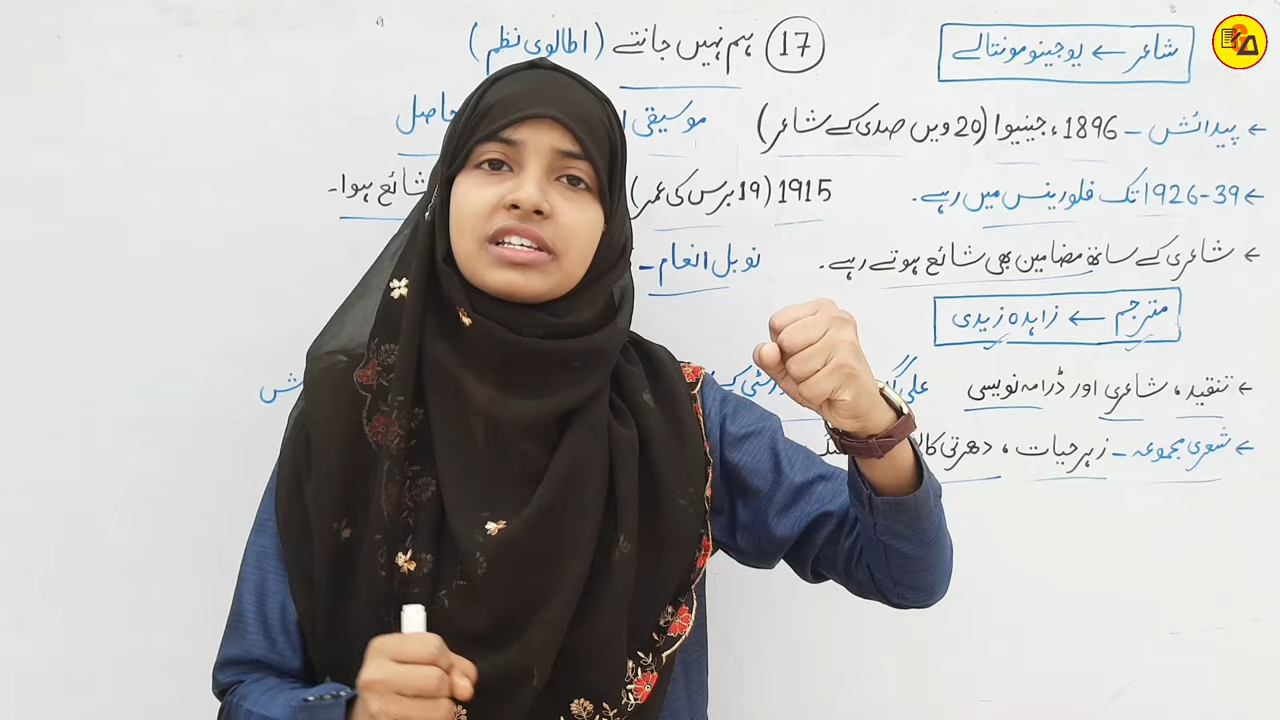 (17) ہم نہیں جانتے (اطالوی نظم)
شاعر ← یوجینو مونتالے
← پیدائش - 1896، جینیوا (20 ویں صدی کے شاعر) موسیقی حاصل
← 39-1926 تک فلورینس میں رہے۔ 1915 (19 برس کی عمر) شائع ہوا۔
← شاعری کے ساتھ مضامین بھی شائع ہوتے رہے۔ نوبل انعام -
مترجم ← زاہدہ زیدی
← تنقید، شاعری اور ڈرامہ نویسی
← شعری مجموعہ - زہر حیات، دھرتی کا